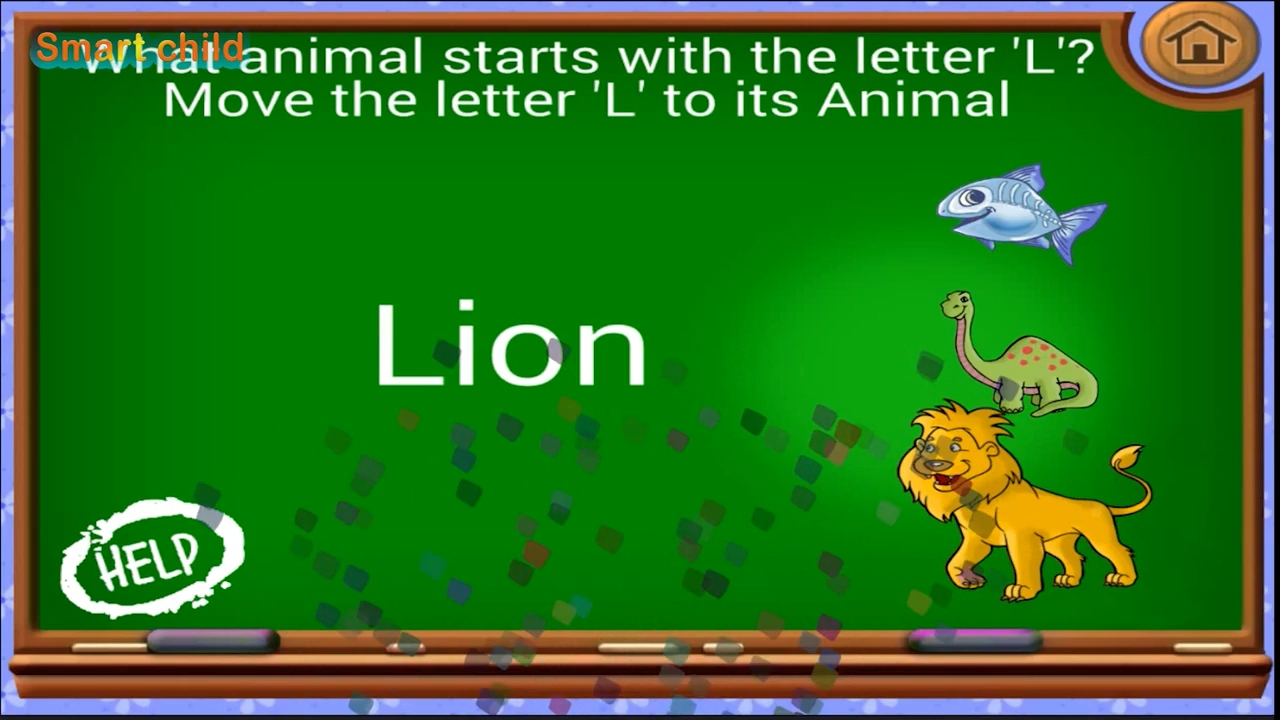 Smart child
What animal starts with the letter 'L'?
Move the letter 'L' to its Animal
Lion
HELP